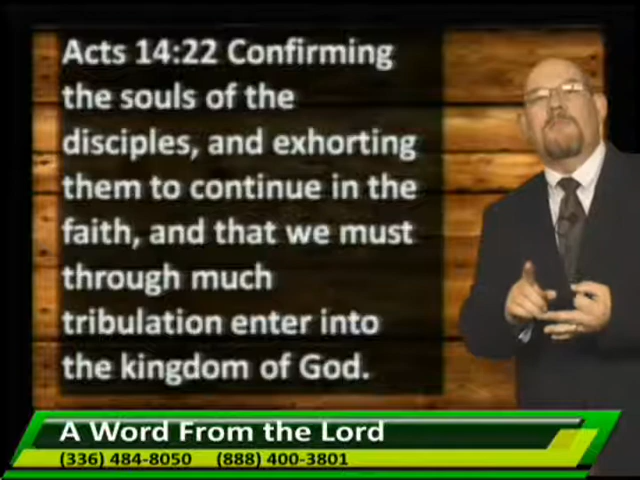 Acts 14:22 Confirming
the souls of the
disciples, and exhorting
them to continue in the
faith, and that we must
through much
tribulation enter into
the kingdom of God.
A Word From the Lord
(336) 484-8050 (888) 400-3801